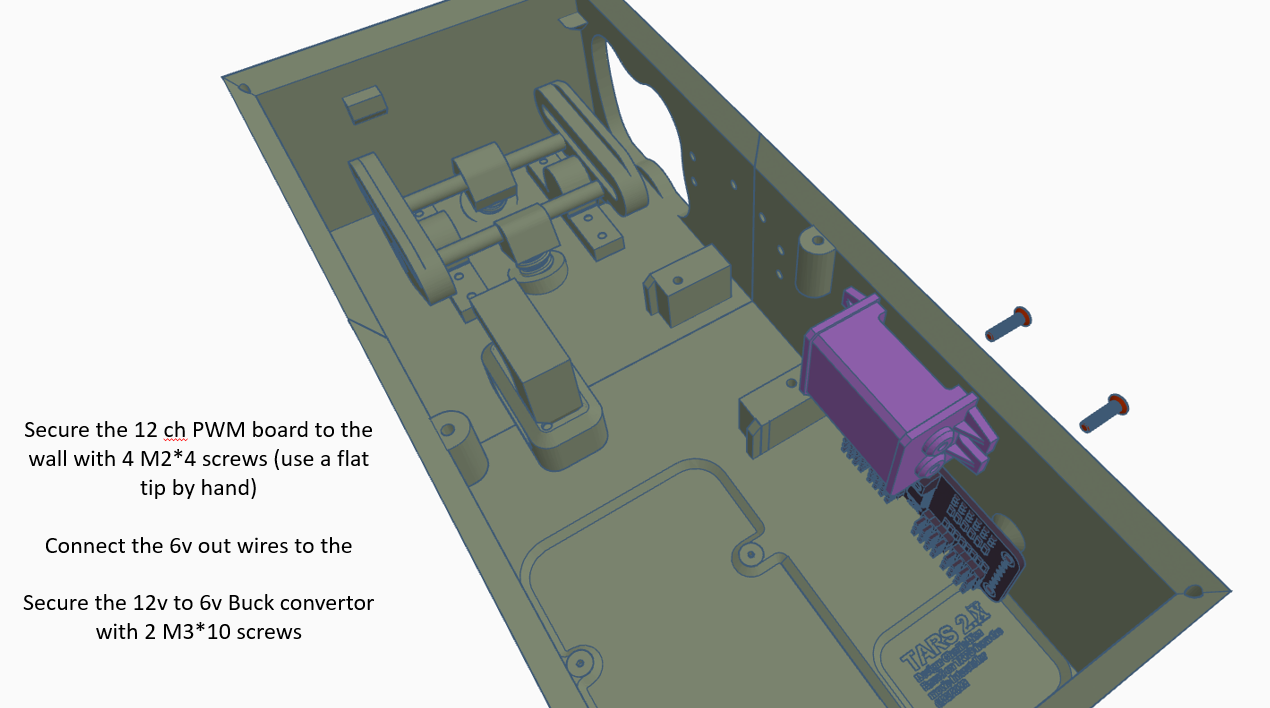 Secure the 12 ch PWM board to the
wall with 4 M2*4 screws (use a flat
tip by hand)
Connect the 6v out wires to the
Secure the 12v to 6v Buck convertor
with 2 M3*10 screws
TARS 2.X